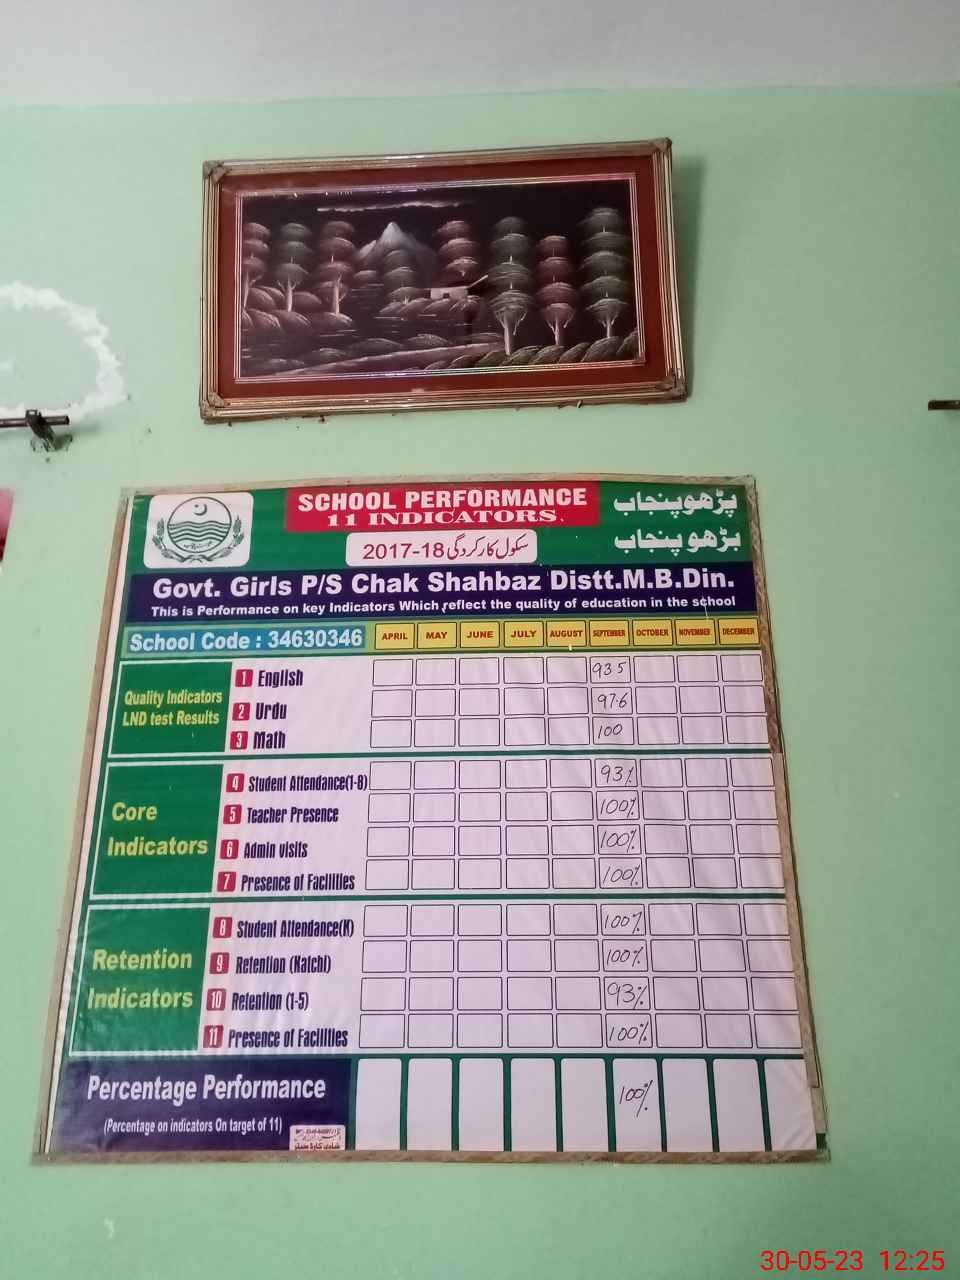 SCHOOL PERFORMANCE
11 INDICATORS
پڑھو پنجاب
بڑھو پنجاب
سکول کارکردگی 2017-18
Govt. Girls P/S Chak Shahbaz Distt.M.B.Din.
This is Performance on key Indicators Which reflect the quality of education in the school
School Code : 34630346 APRIL MAY JUNE JULY AUGUST SEPTEMBER OCTOBER NOVEMBER DECEMBER
Quality Indicators
LND test Results
1 English 93.5
2 Urdu 97.6
3 Math 100
Core
Indicators
4 Student Attendance(1-8) 93%
5 Teacher Presence 100%
6 Admin visits 100%
7 Presence of Facilities 100%
Retention
Indicators
8 Student Attendance(K) 100%
9 Retention (Katchi) 100%
10 Retention (1-5) 93%
11 Presence of Facilities 100%
Percentage Performance 100%
(Percentage on indicators On target of 11)
30-05-23 12:25